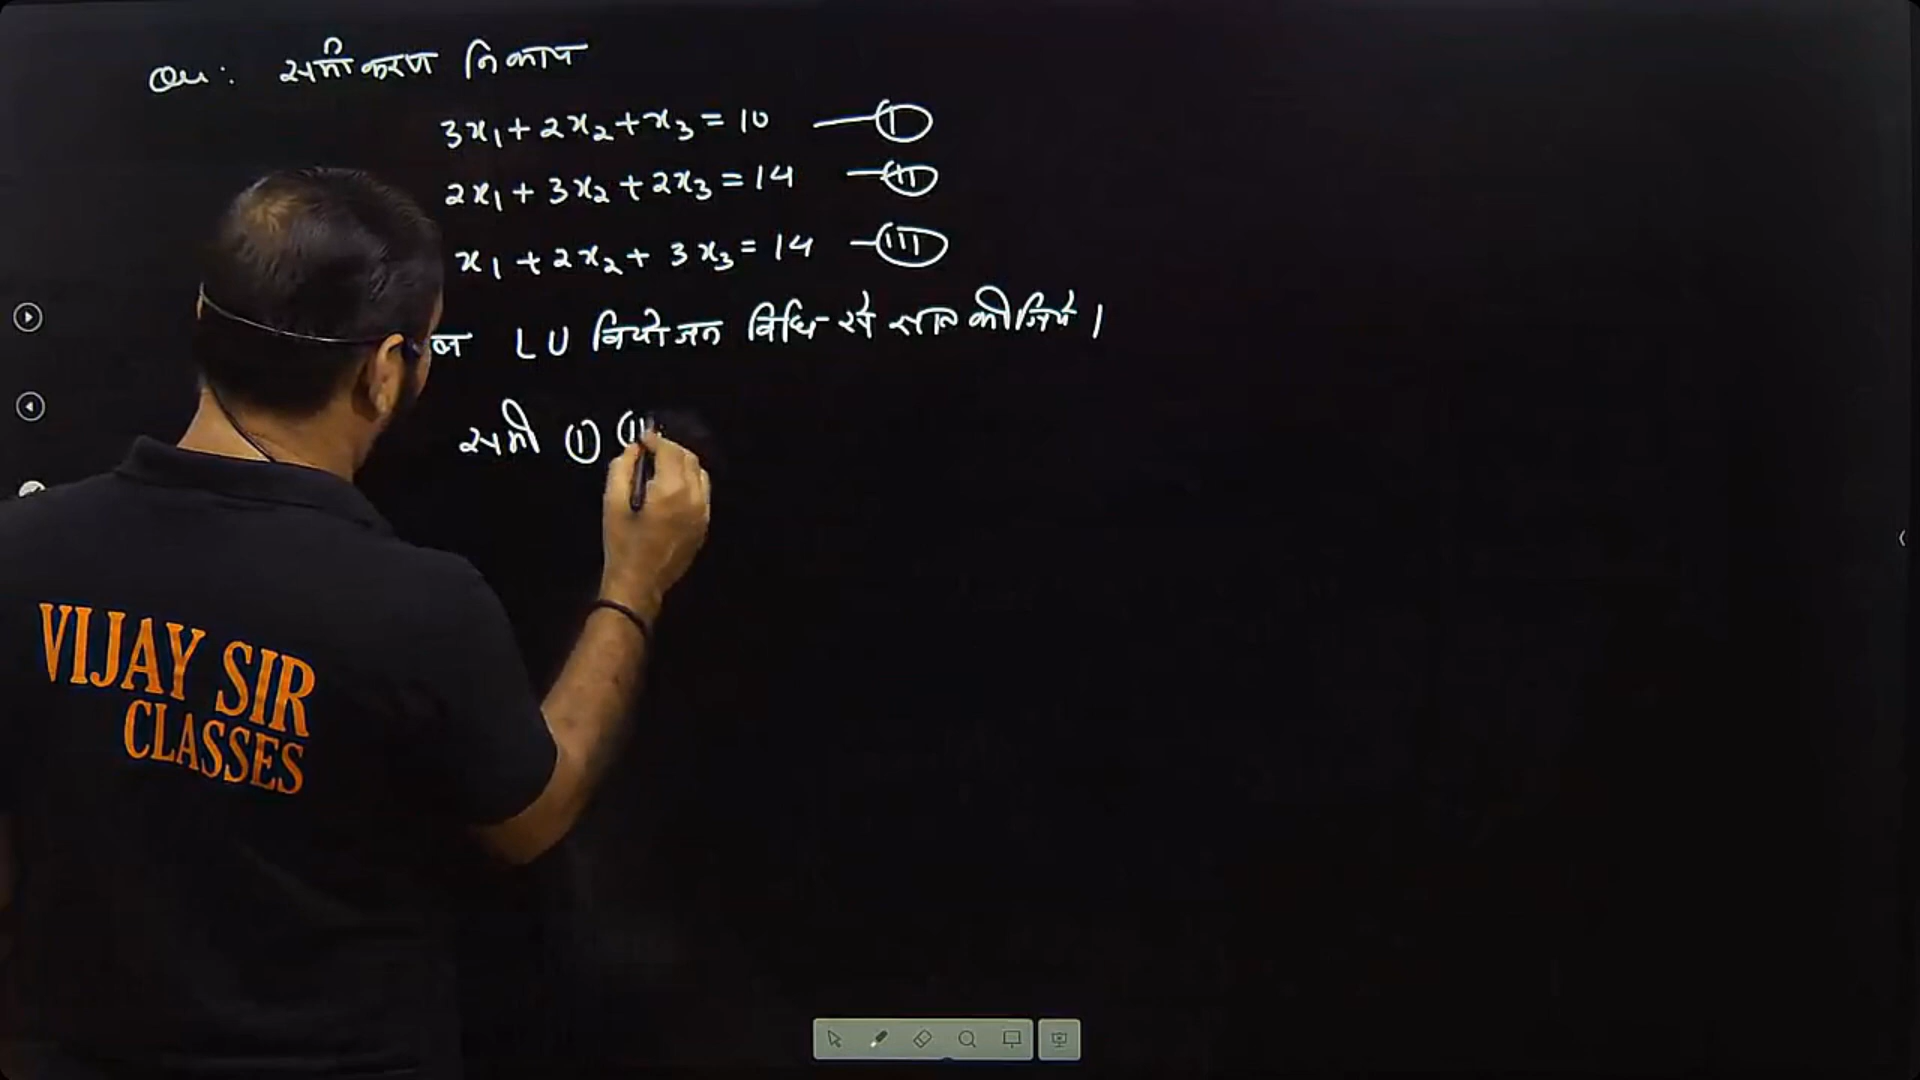 Qu: समीकरण निकाय
3x₁ + 2x₂ + x₃ = 10 —(I)
2x₁ + 3x₂ + 2x₃ = 14 —(II)
x₁ + 2x₂ + 3x₃ = 14 —(III)
LU वियोजन विधि से हल कीजिये।
समी (I) (II
VIJAY SIR
CLASSES